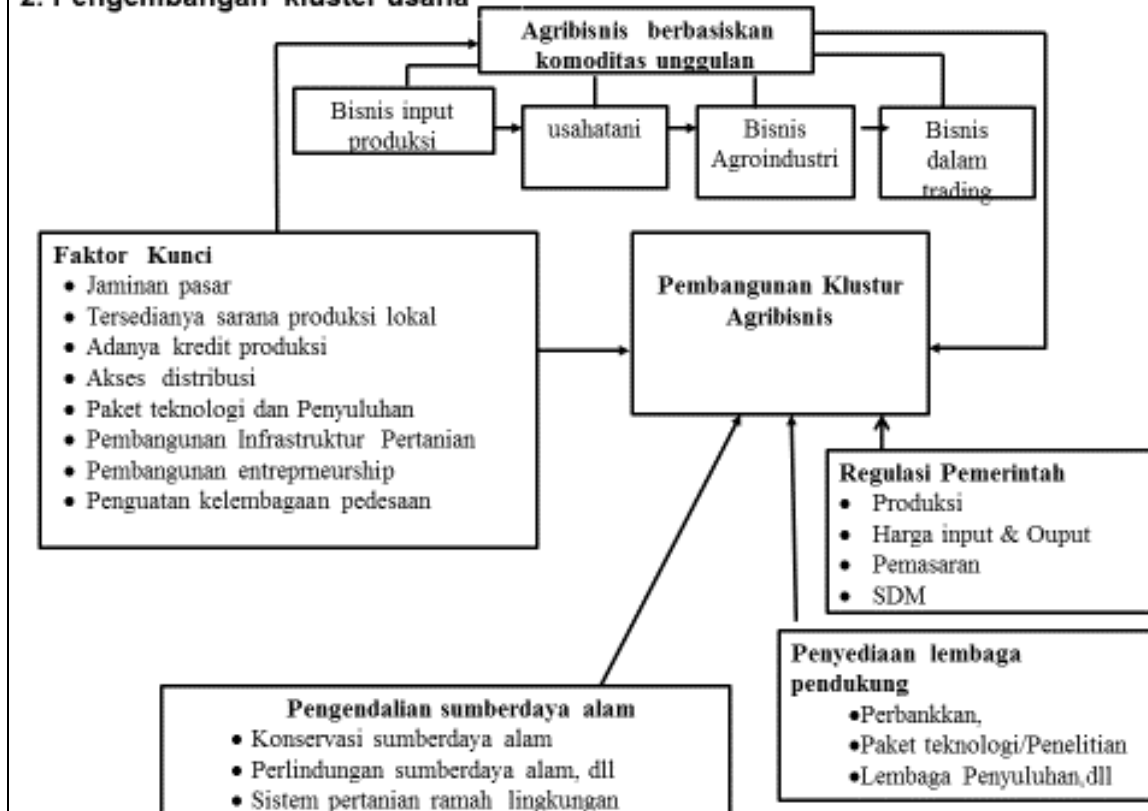 2. Pengembangan kluster usaha
Agribisnis berbasiskan
komoditas unggulan
Bisnis input
produksi
usahatani
Bisnis
Agroindustri
Bisnis
dalam
trading
Faktor Kunci
• Jaminan pasar
• Tersedianya sarana produksi lokal
• Adanya kredit produksi
• Akses distribusi
• Paket teknologi dan Penyuluhan
• Pembangunan Infrastruktur Pertanian
• Pembangunan entreprneurship
• Penguatan kelembagaan pedesaan
Pembangunan Klustur
Agribisnis
Regulasi Pemerintah
• Produksi
• Harga input & Ouput
• Pemasaran
• SDM
Penyediaan lembaga
pendukung
•Perbankkan,
•Paket teknologi/Penelitian
•Lembaga Penyuluhan,dll
Pengendalian sumberdaya alam
• Konservasi sumberdaya alam
• Perlindungan sumberdaya alam, dll
• Sistem pertanian ramah lingkungan